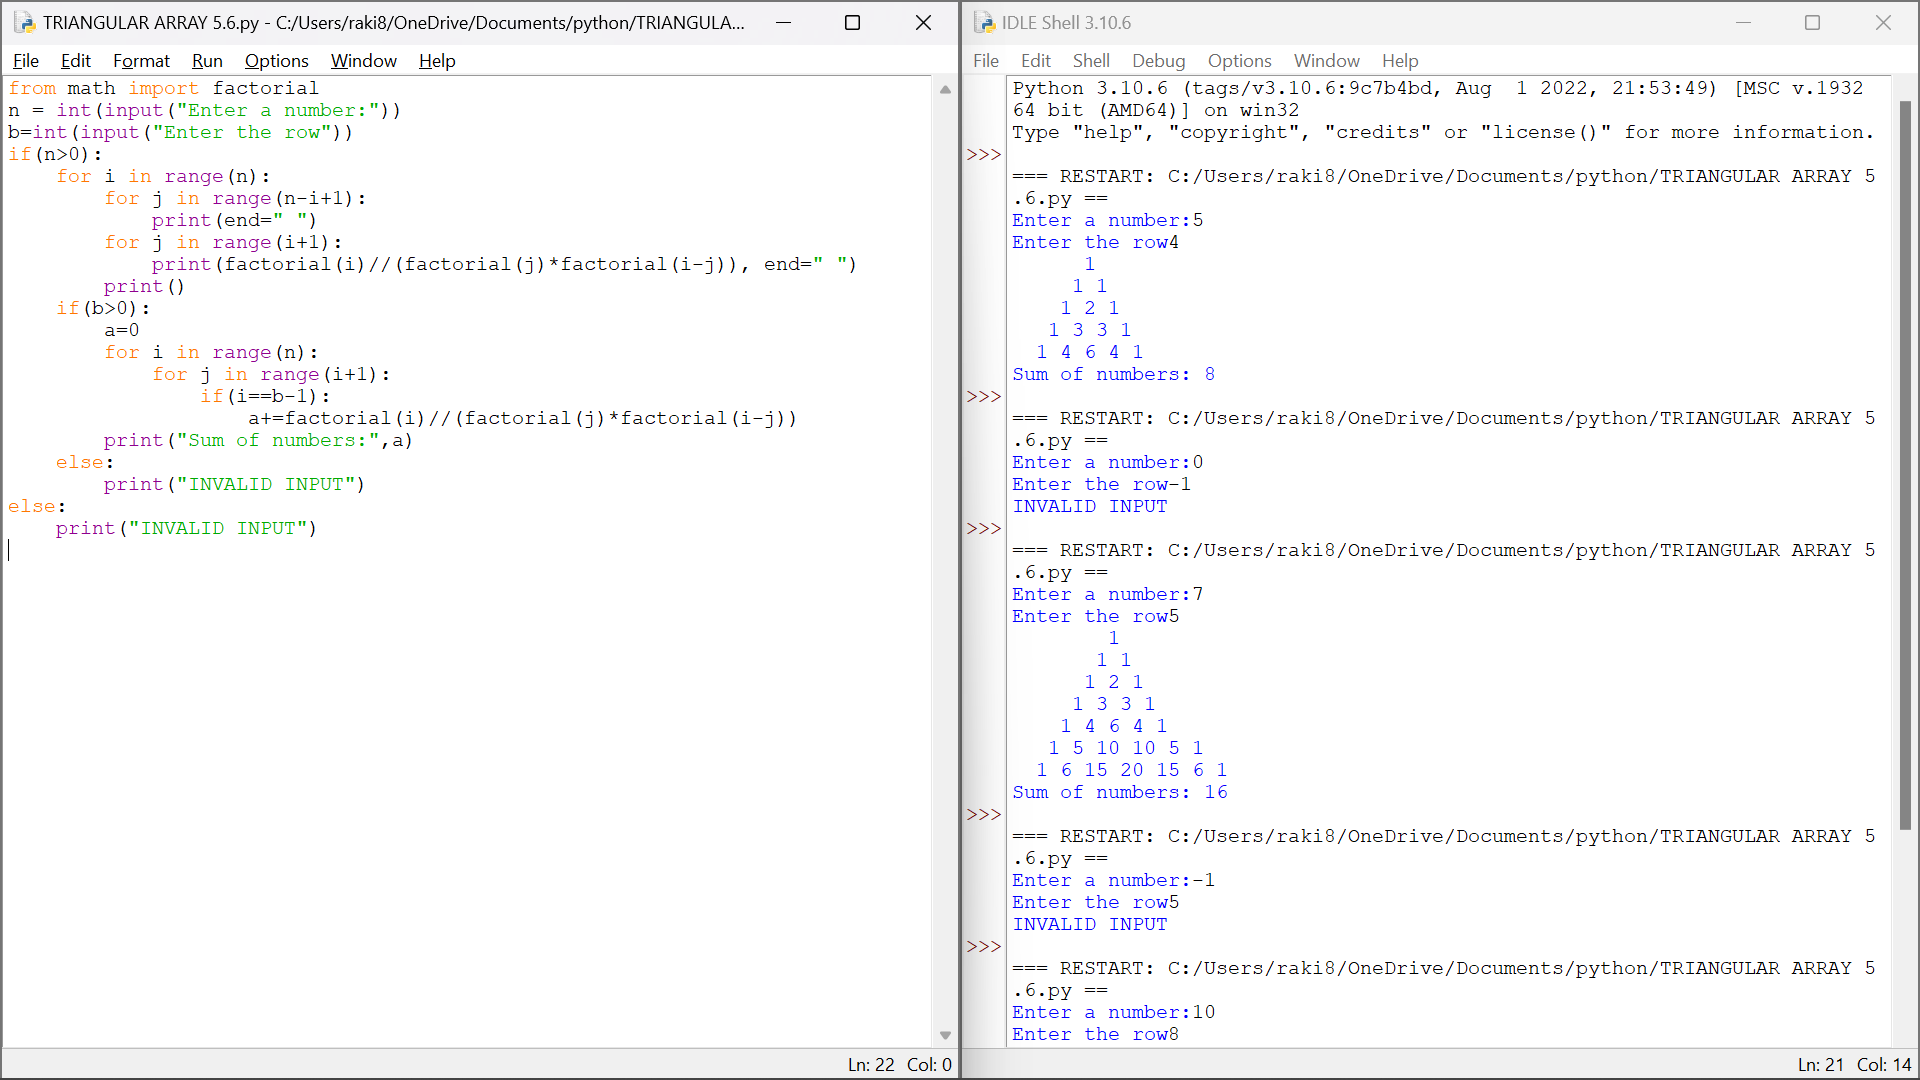 TRIANGULAR ARRAY 5.6.py - C:/Users/raki8/OneDrive/Documents/python/TRIANGULA...
File Edit Format Run Options Window Help
from math import factorial
n = int(input("Enter a number:"))
b=int(input("Enter the row"))
if(n>0):
    for i in range(n):
        for j in range(n-i+1):
            print(end=" ")
        for j in range(i+1):
            print(factorial(i)//(factorial(j)*factorial(i-j)), end=" ")
        print()
    if(b>0):
        a=0
        for i in range(n):
            for j in range(i+1):
                if(i==b-1):
                    a+=factorial(i)//(factorial(j)*factorial(i-j))
        print("Sum of numbers:",a)
    else:
        print("INVALID INPUT")
else:
    print("INVALID INPUT")
Ln: 22 Col: 0
IDLE Shell 3.10.6
File Edit Shell Debug Options Window Help
Python 3.10.6 (tags/v3.10.6:9c7b4bd, Aug  1 2022, 21:53:49) [MSC v.1932
64 bit (AMD64)] on win32
Type "help", "copyright", "credits" or "license()" for more information.
>>>
=== RESTART: C:/Users/raki8/OneDrive/Documents/python/TRIANGULAR ARRAY 5
.6.py ==
Enter a number:5
Enter the row4
      1
     1 1
    1 2 1
   1 3 3 1
  1 4 6 4 1
Sum of numbers: 8
>>>
=== RESTART: C:/Users/raki8/OneDrive/Documents/python/TRIANGULAR ARRAY 5
.6.py ==
Enter a number:0
Enter the row-1
INVALID INPUT
>>>
=== RESTART: C:/Users/raki8/OneDrive/Documents/python/TRIANGULAR ARRAY 5
.6.py ==
Enter a number:7
Enter the row5
        1
       1 1
      1 2 1
     1 3 3 1
    1 4 6 4 1
   1 5 10 10 5 1
  1 6 15 20 15 6 1
Sum of numbers: 16
>>>
=== RESTART: C:/Users/raki8/OneDrive/Documents/python/TRIANGULAR ARRAY 5
.6.py ==
Enter a number:-1
Enter the row5
INVALID INPUT
>>>
=== RESTART: C:/Users/raki8/OneDrive/Documents/python/TRIANGULAR ARRAY 5
.6.py ==
Enter a number:10
Enter the row8
Ln: 21 Col: 14